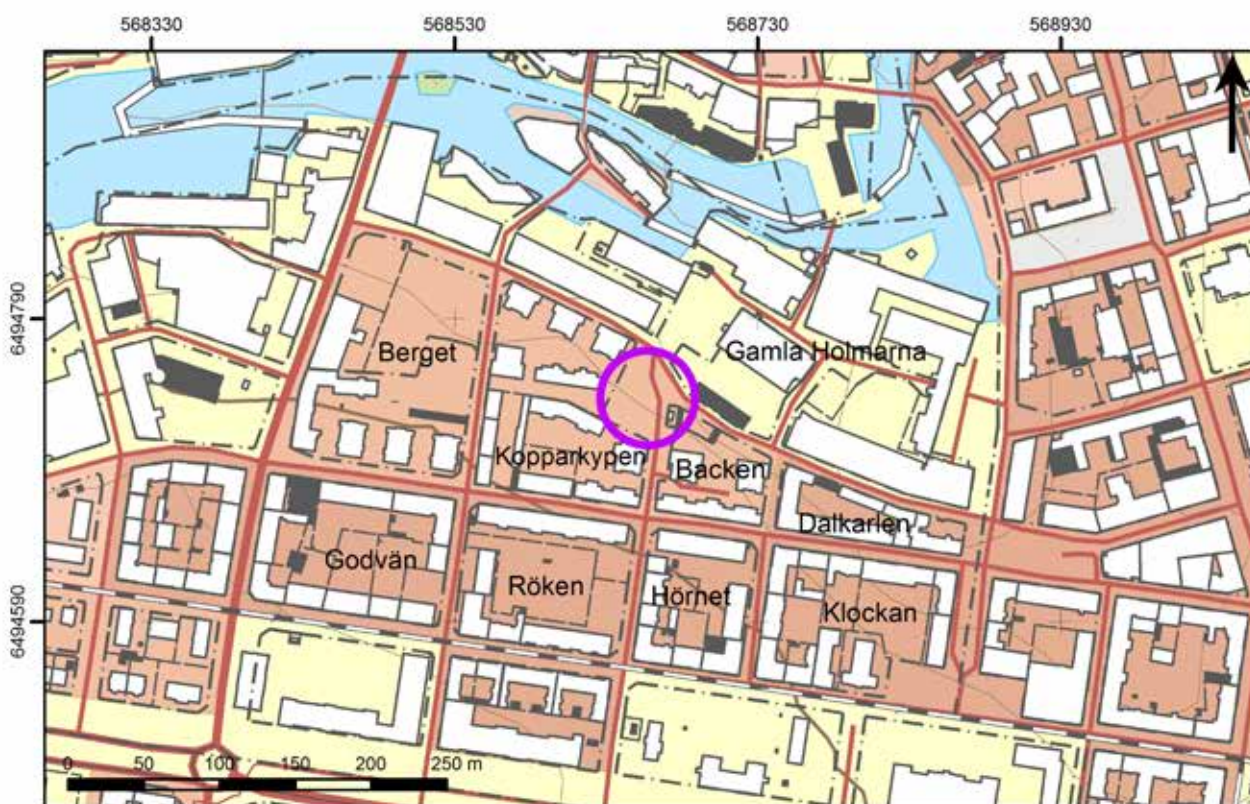 568330 568530 568730 568930
6494790
Berget
Gamla Holmarna
Kopparkypen
Backen
Dalkarlen
Godvän
Röken
Hörnet
Klockan
6494590
0 50 100 150 200 250 m